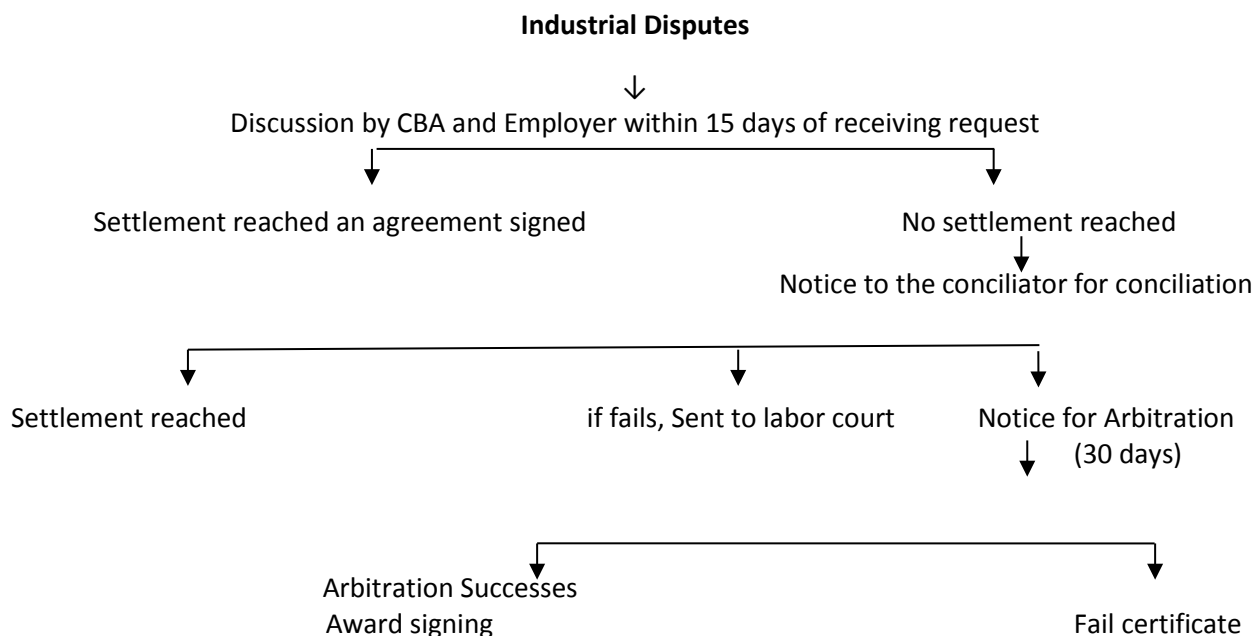 Industrial Disputes
Discussion by CBA and Employer within 15 days of receiving request
Settlement reached an agreement signed
No settlement reached
Notice to the conciliator for conciliation
Settlement reached
if fails, Sent to labor court
Notice for Arbitration
(30 days)
Arbitration Successes
Award signing
Fail certificate